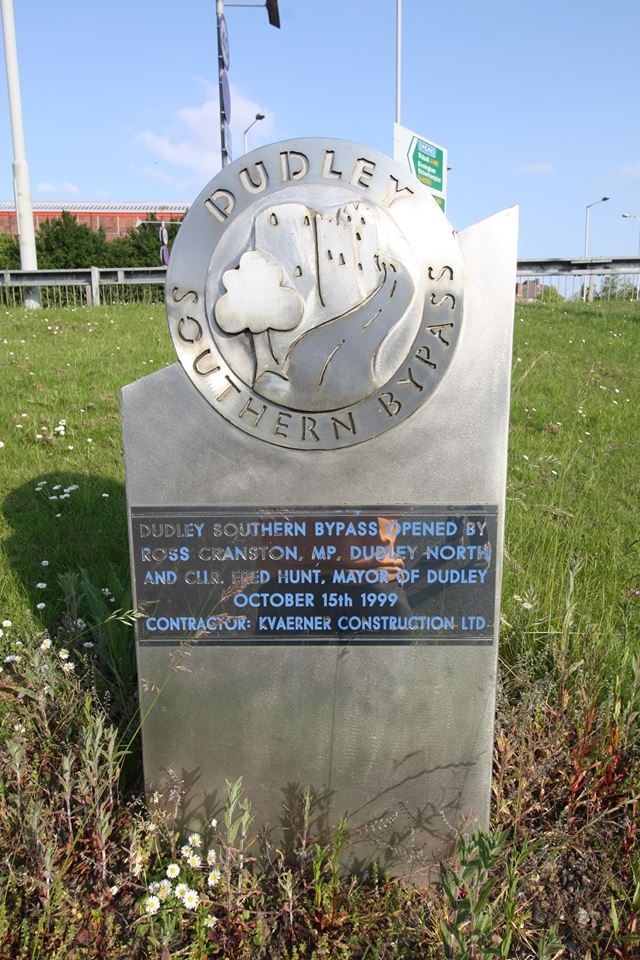 DUDLEY
SOUTHERN BYPASS
DUDLEY SOUTHERN BYPASS OPENED BY
ROSS CRANSTON, MP, DUDLEY NORTH
AND CLLR. FRED HUNT, MAYOR OF DUDLEY
OCTOBER 15th 1999
CONTRACTOR: KVAERNER CONSTRUCTION LTD